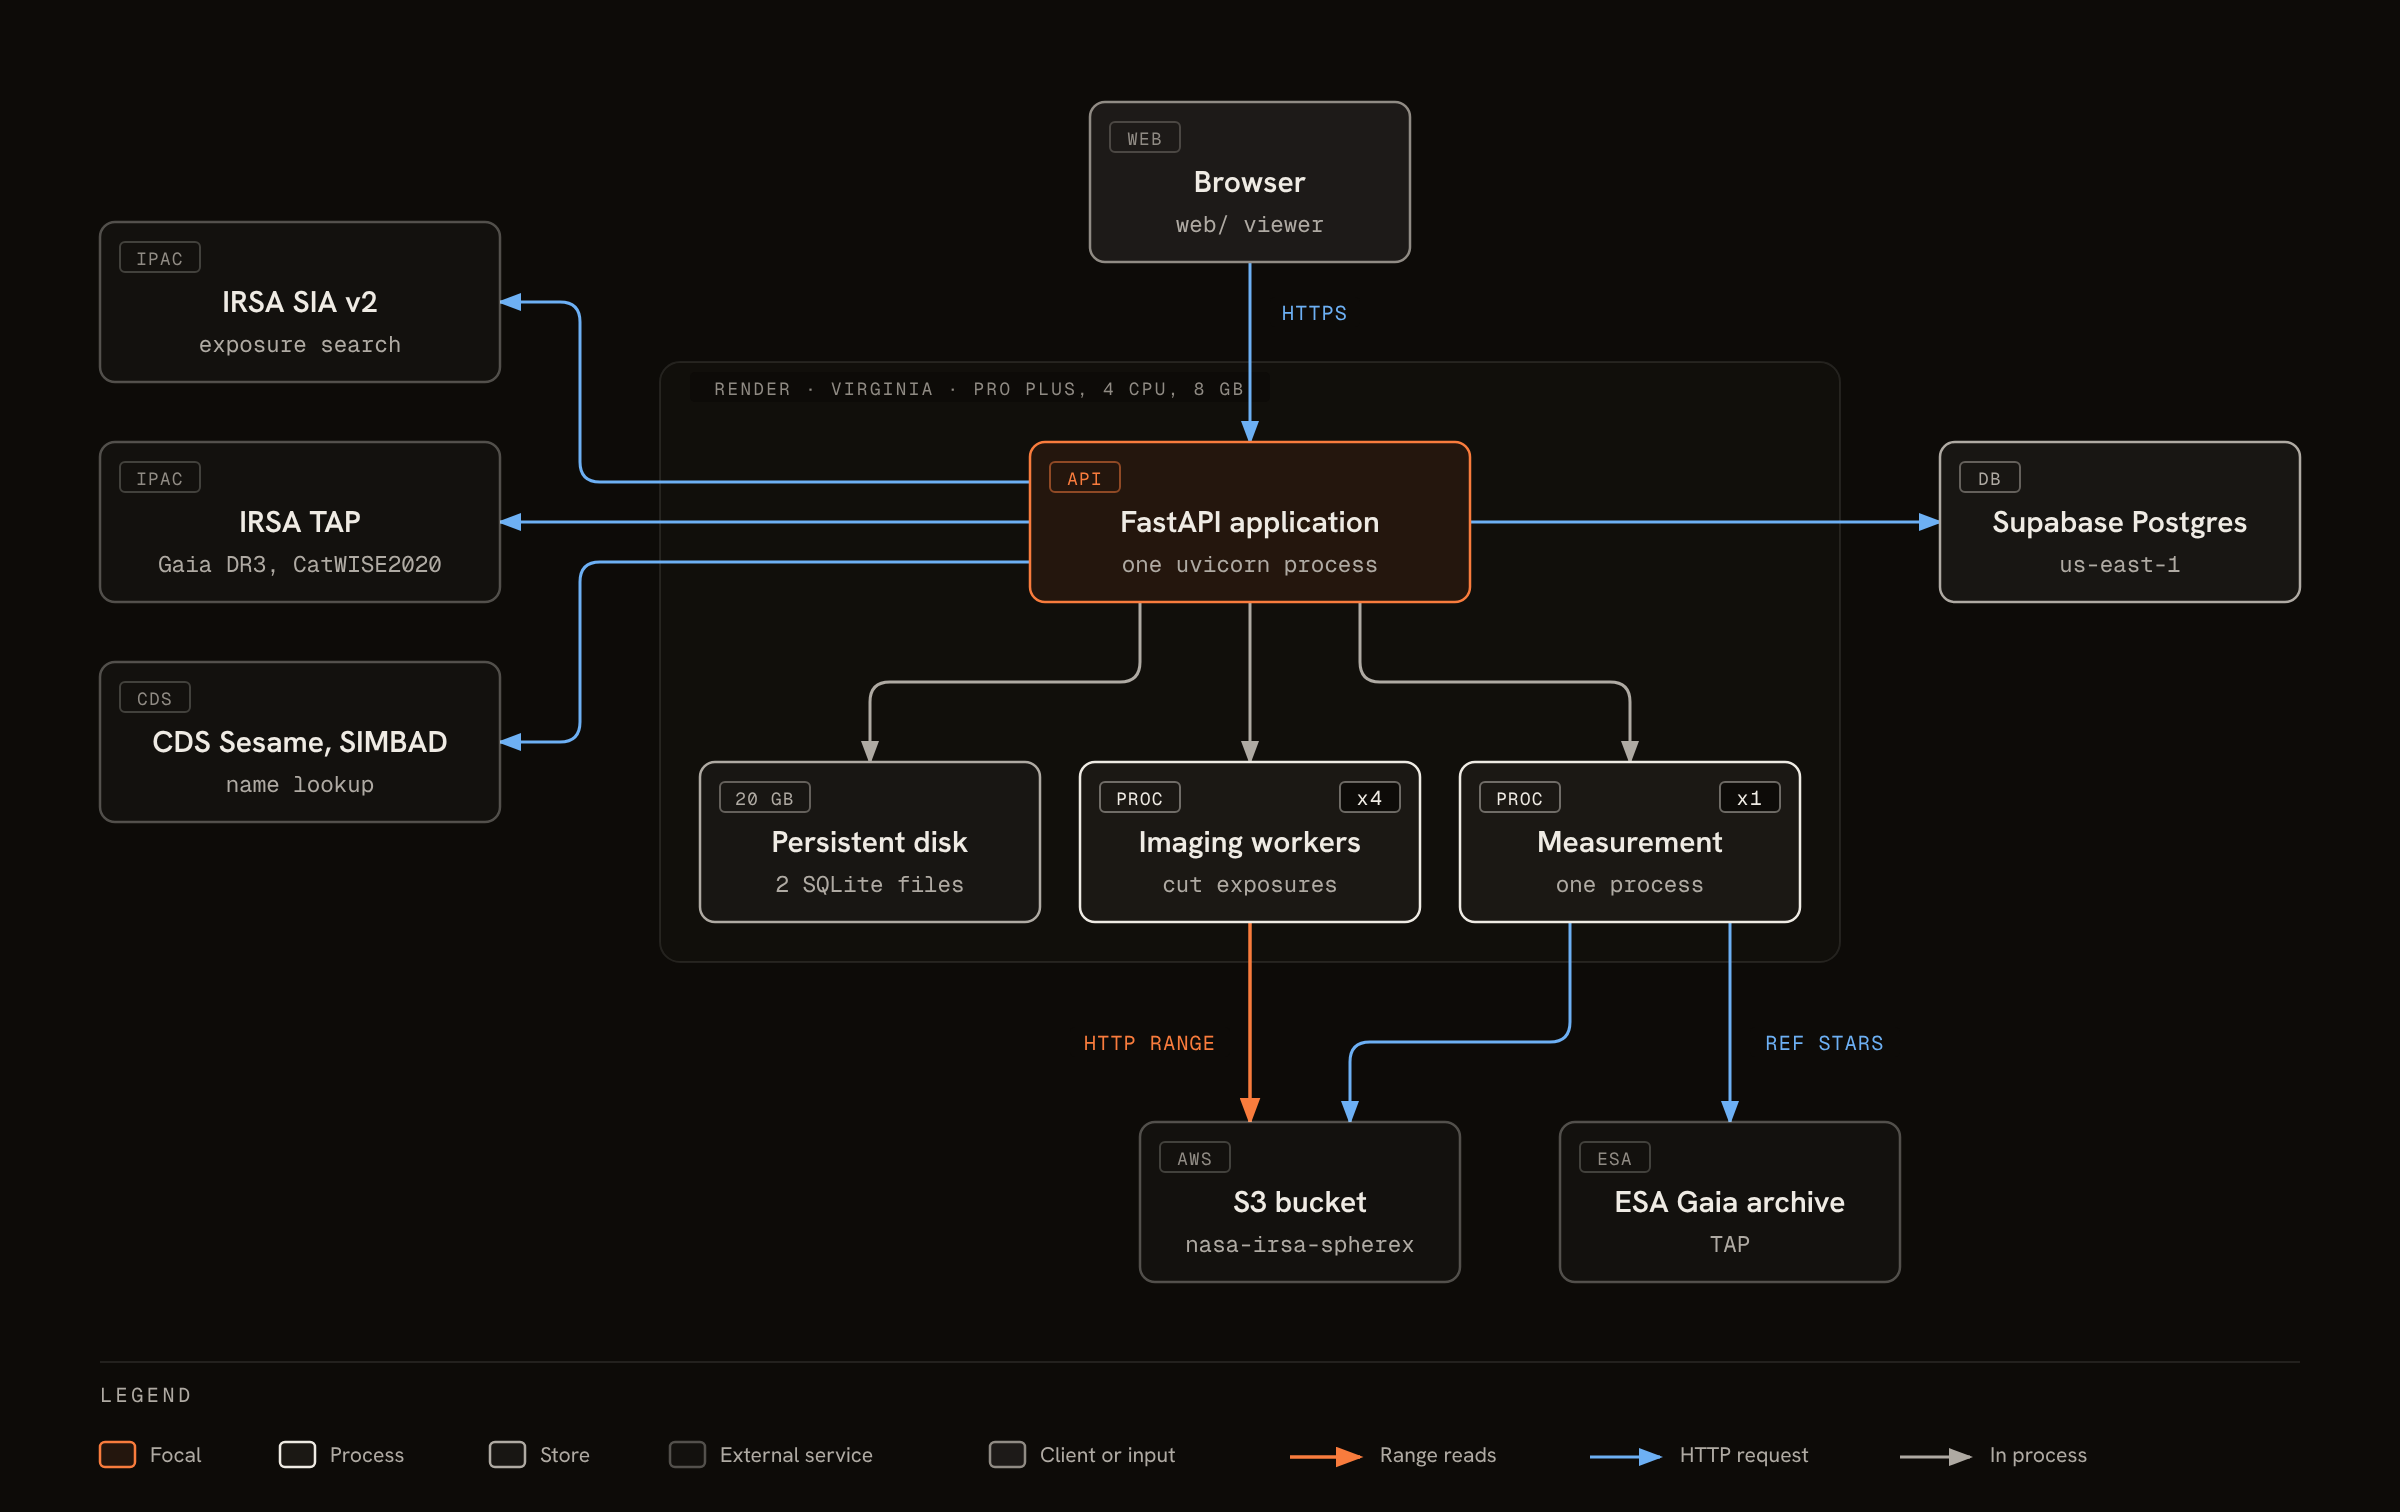 WEB
Browser
web/ viewer
HTTPS
IPAC
IRSA SIA v2
exposure search
RENDER · VIRGINIA · PRO PLUS, 4 CPU, 8 GB
IPAC
IRSA TAP
Gaia DR3, CatWISE2020
API
FastAPI application
one uvicorn process
DB
Supabase Postgres
us-east-1
CDS
CDS Sesame, SIMBAD
name lookup
20 GB
Persistent disk
2 SQLite files
PROC x4
Imaging workers
cut exposures
PROC x1
Measurement
one process
HTTP RANGE
REF STARS
AWS
S3 bucket
nasa-irsa-spherex
ESA
ESA Gaia archive
TAP
LEGEND
Focal
Process
Store
External service
Client or input
Range reads
HTTP request
In process